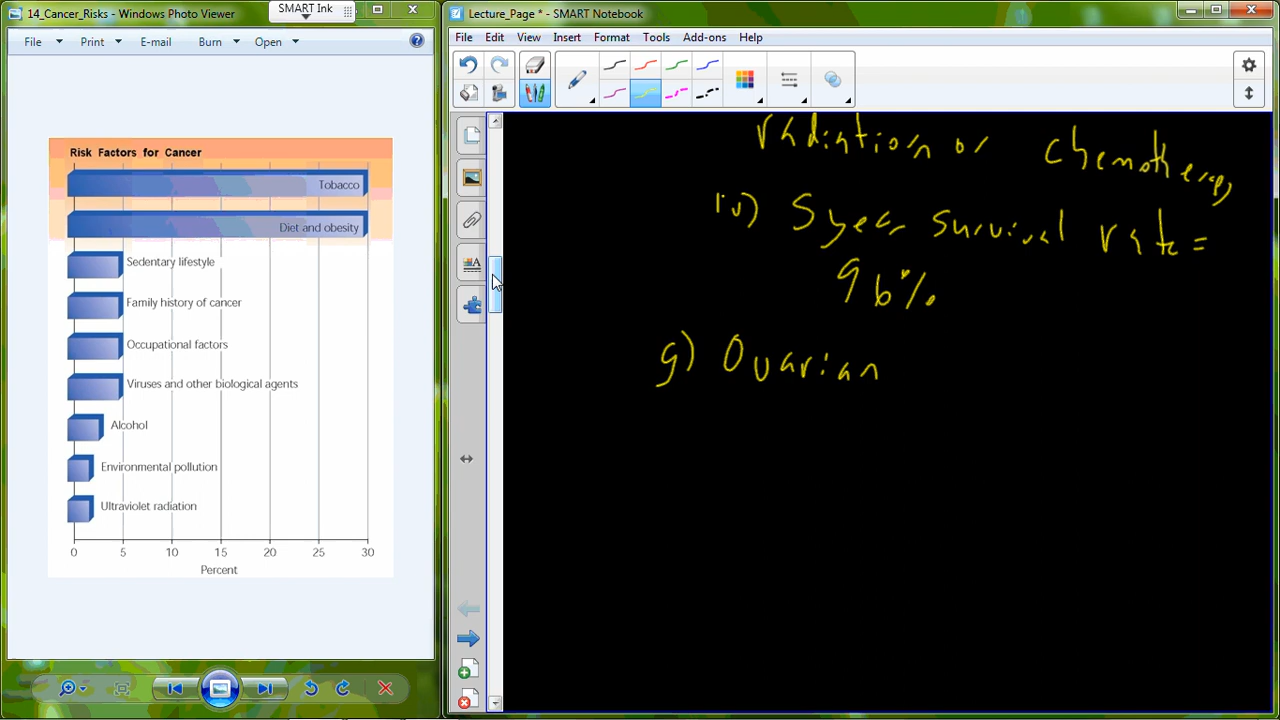 14_Cancer_Risks - Windows Photo Viewer
SMART Ink
File Print E-mail Burn Open
Risk Factors for Cancer
Tobacco
Diet and obesity
Sedentary lifestyle
Family history of cancer
Occupational factors
Viruses and other biological agents
Alcohol
Environmental pollution
Ultraviolet radiation
0 5 10 15 20 25 30
Percent
Lecture_Page * - SMART Notebook
File Edit View Insert Format Tools Add-ons Help
radiation or chemotherapy
iv) 5 year survival rate =
96%
g) Ovarian